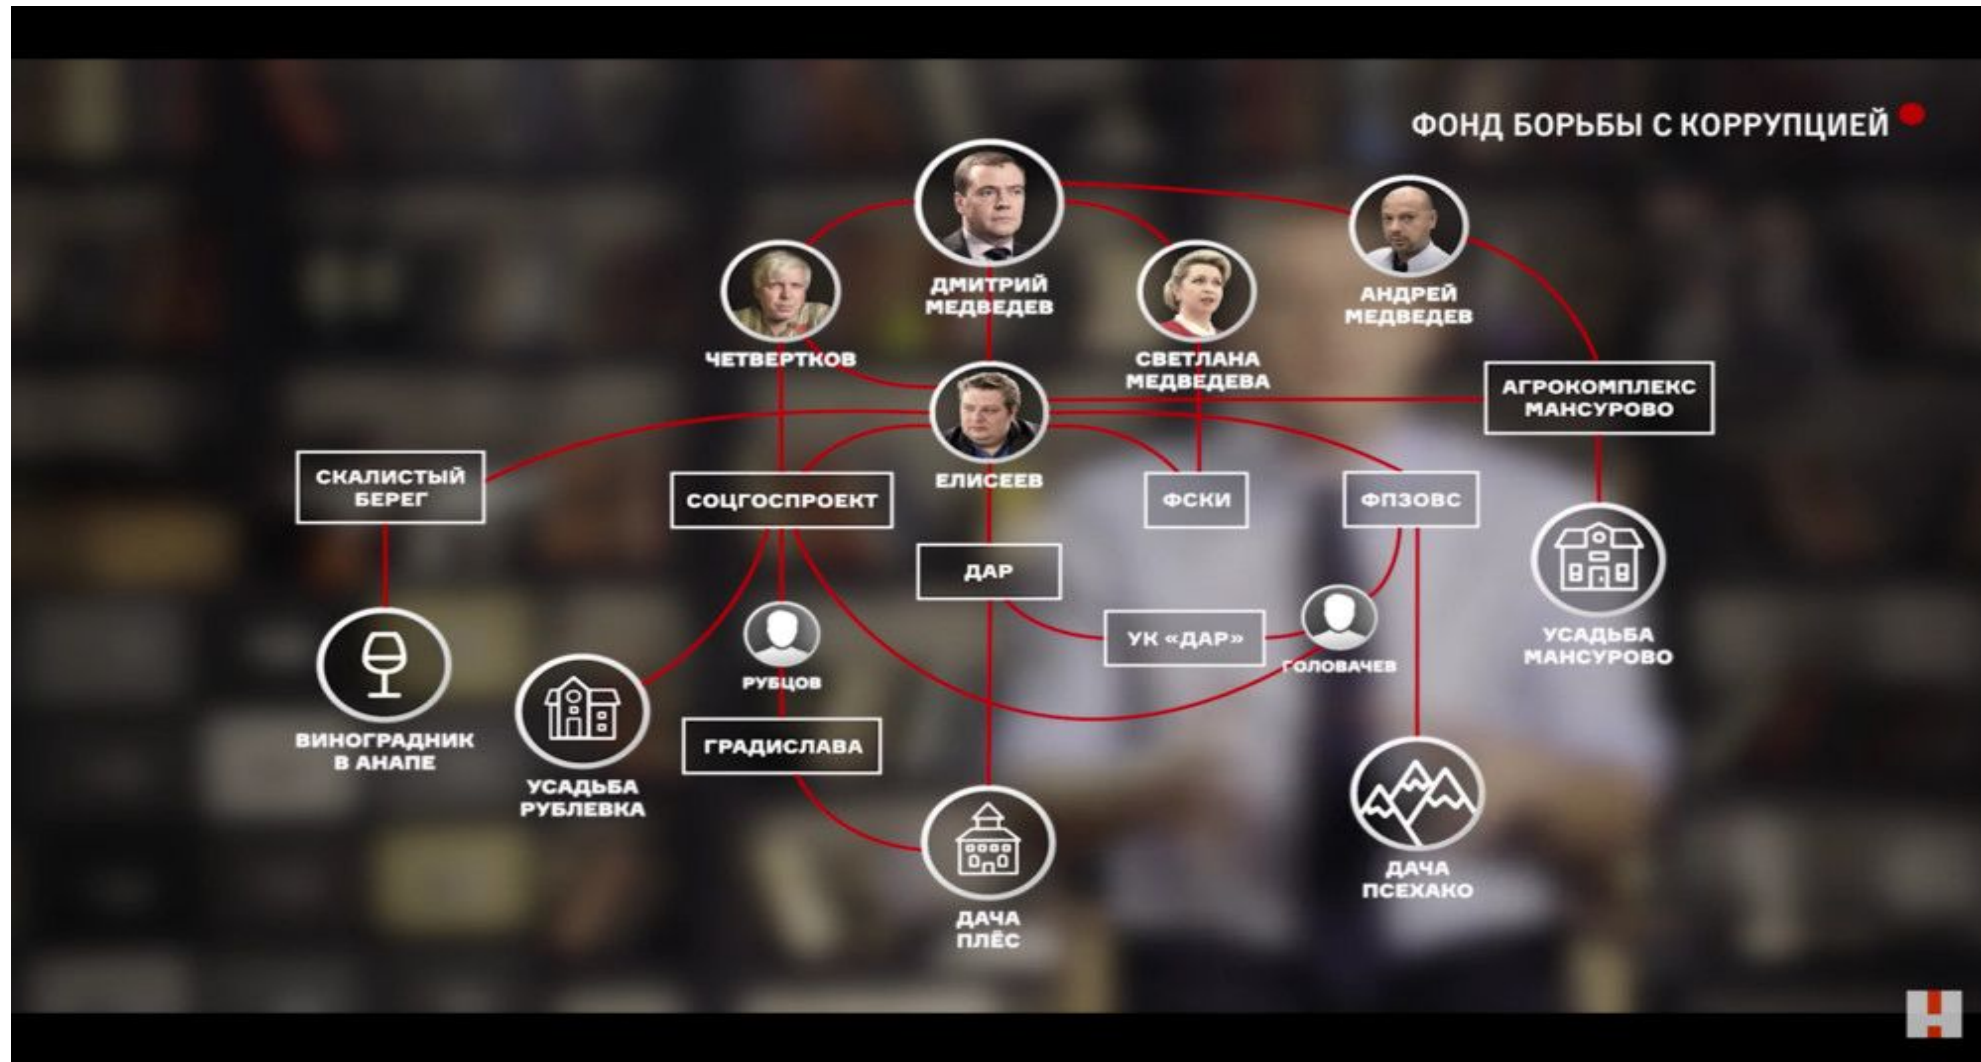 ФОНД БОРЬБЫ С КОРРУПЦИЕЙ
ДМИТРИЙ
МЕДВЕДЕВ
АНДРЕЙ
МЕДВЕДЕВ
ЧЕТВЕРТКОВ
СВЕТЛАНА
МЕДВЕДЕВА
АГРОКОМПЛЕКС
МАНСУРОВО
ЕЛИСЕЕВ
СКАЛИСТЫЙ
БЕРЕГ
СОЦГОСПРОЕКТ
ФСКИ
ФПЗОВС
ДАР
УК «ДАР»
ГОЛОВАЧЕВ
УСАДЬБА
МАНСУРОВО
РУБЦОВ
ВИНОГРАДНИК
В АНАПЕ
УСАДЬБА
РУБЛЕВКА
ГРАДИСЛАВА
ДАЧА
ПЛЁС
ДАЧА
ПСЕХАКО
Н